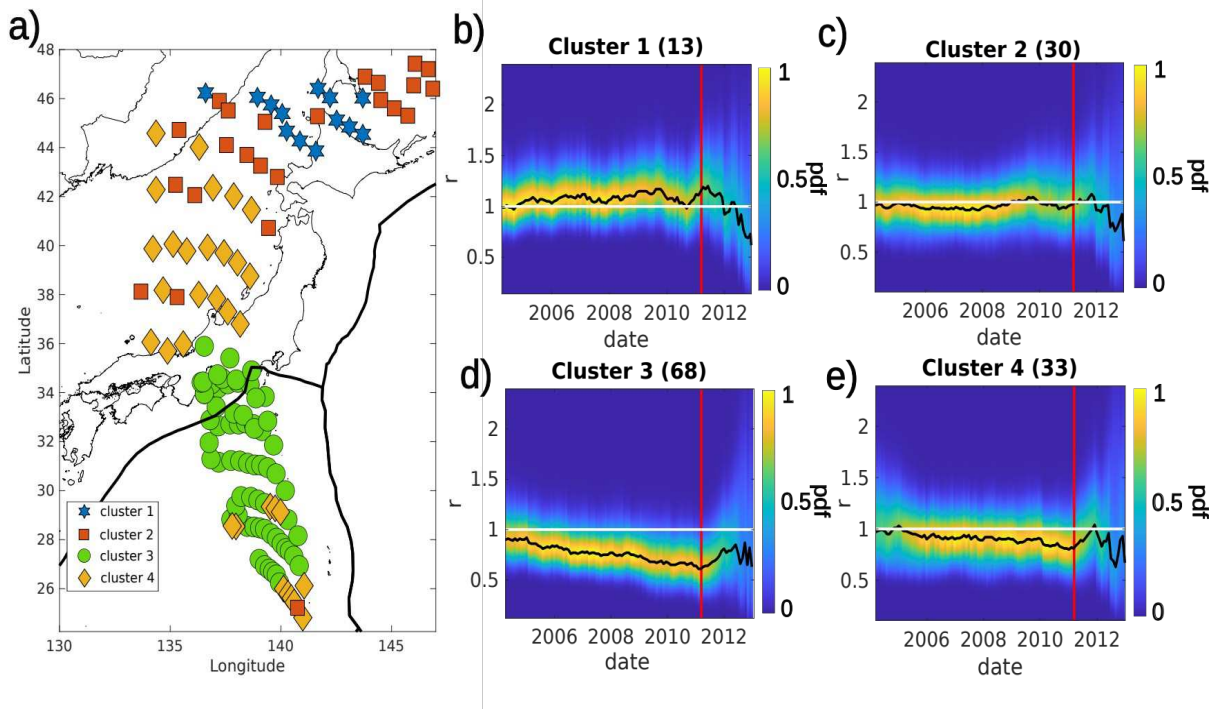 a)
48
46
44
42
40
38
36
34
32
30
28
26
Latitude
130
135
140
145
Longitude
cluster 1
cluster 2
cluster 3
cluster 4
b)
Cluster 1 (13)
2
1.5
1
0.5
r
2006 2008 2010 2012
date
1
0.5
0
pdf
c)
Cluster 2 (30)
2
1.5
1
0.5
r
2006 2008 2010 2012
date
1
0.5
0
pdf
d)
Cluster 3 (68)
2
1.5
1
0.5
r
2006 2008 2010 2012
date
1
0.5
0
pdf
e)
Cluster 4 (33)
2
1.5
1
0.5
r
2006 2008 2010 2012
date
1
0.5
0
pdf